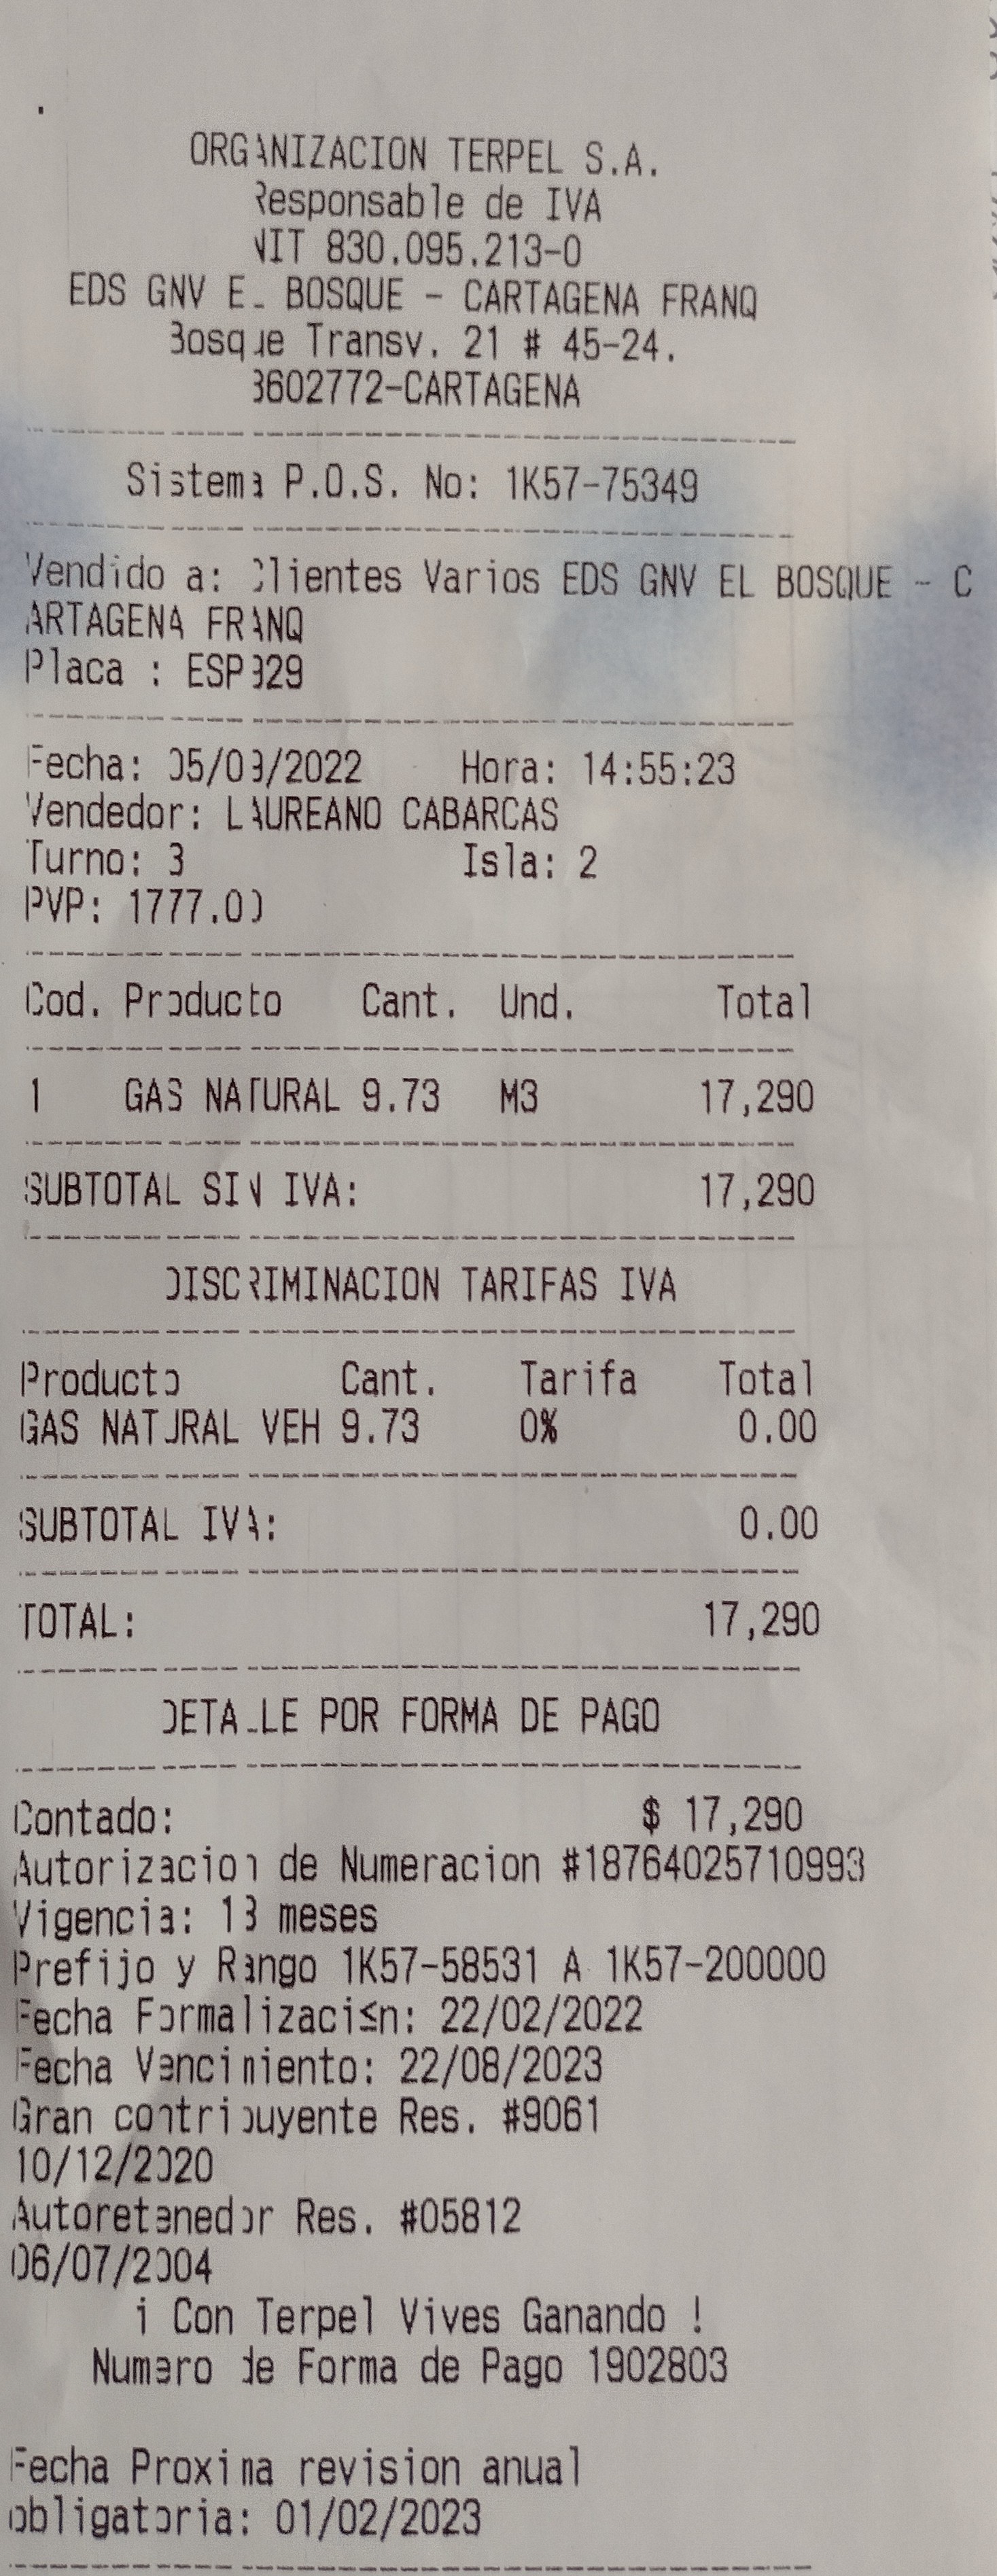 ORGANIZACION TERPEL S.A.
Responsable de IVA
NIT 830.095.213-0
EDS GNV EL BOSQUE - CARTAGENA FRANQ
Bosque Transv. 21 # 45-24.
3602772-CARTAGENA
Sistema P.O.S. No: 1K57-75349
Vendido a: Clientes Varios EDS GNV EL BOSQUE - C
ARTAGENA FRANQ
Placa :
Fecha: Hora: 14:55:23
Vendedor: LAUREANO CABARCAS
Turno: 3 Isla: 2
PVP: 1777.00
Cod. Producto Cant. Und. Total
1 GAS NATURAL 9.73 M3 17,290
SUBTOTAL SIN IVA: 17,290
DISCRIMINACION TARIFAS IVA
Producto Cant. Tarifa Total
GAS NATURAL VEH 9.73 0% 0.00
SUBTOTAL IVA: 0.00
TOTAL: 17,290
DETALLE POR FORMA DE PAGO
Contado: $ 17,290
Autorizacion de Numeracion #18764025710993
Vigencia: 18 meses
Prefijo y Rango 1K57-58531 A 1K57-200000
Fecha Formalizaci≤n: 22/02/2022
Fecha Vencimiento: 22/08/2023
Gran contribuyente Res. #9061
10/12/2020
Autoretenedor Res. #05812
06/07/2004
¡ Con Terpel Vives Ganando !
Numero de Forma de Pago 1902803
Fecha Proxima revision anual
obligatoria: 01/02/2023